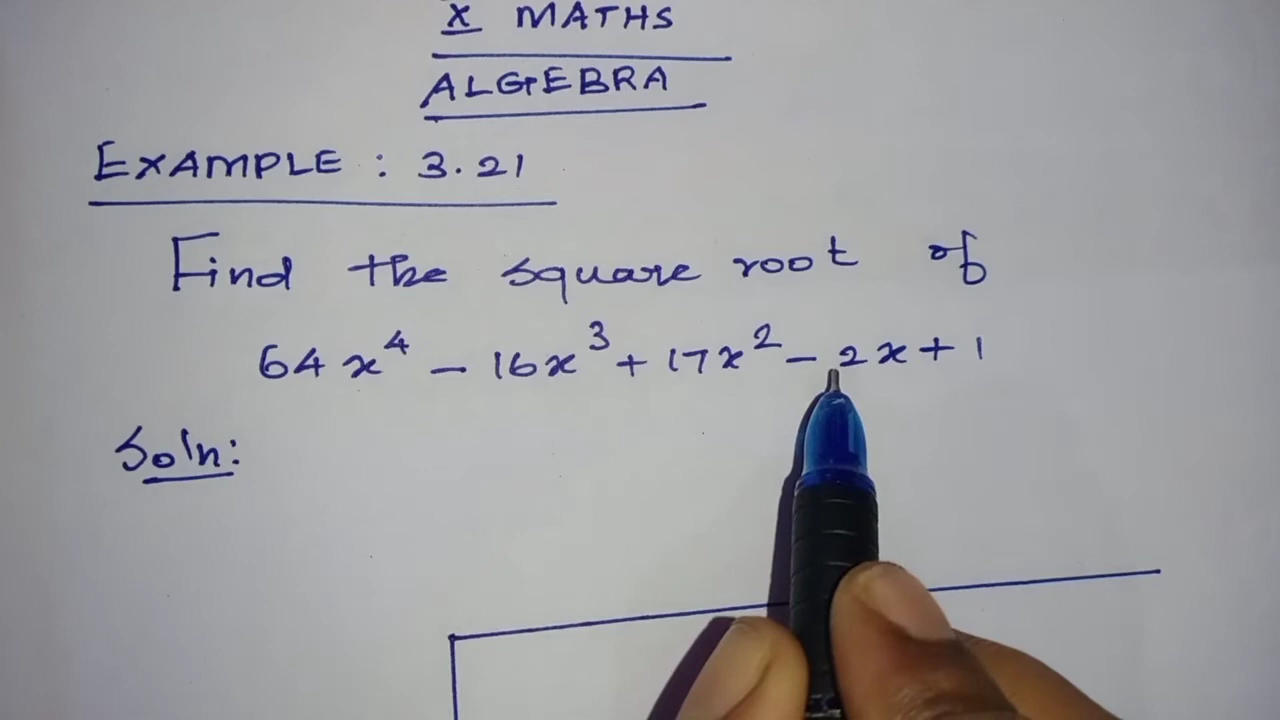 X MATHS
ALGEBRA
EXAMPLE : 3.21
Find the square root of
64x⁴ - 16x³ + 17x² - 2x + 1
Soln: